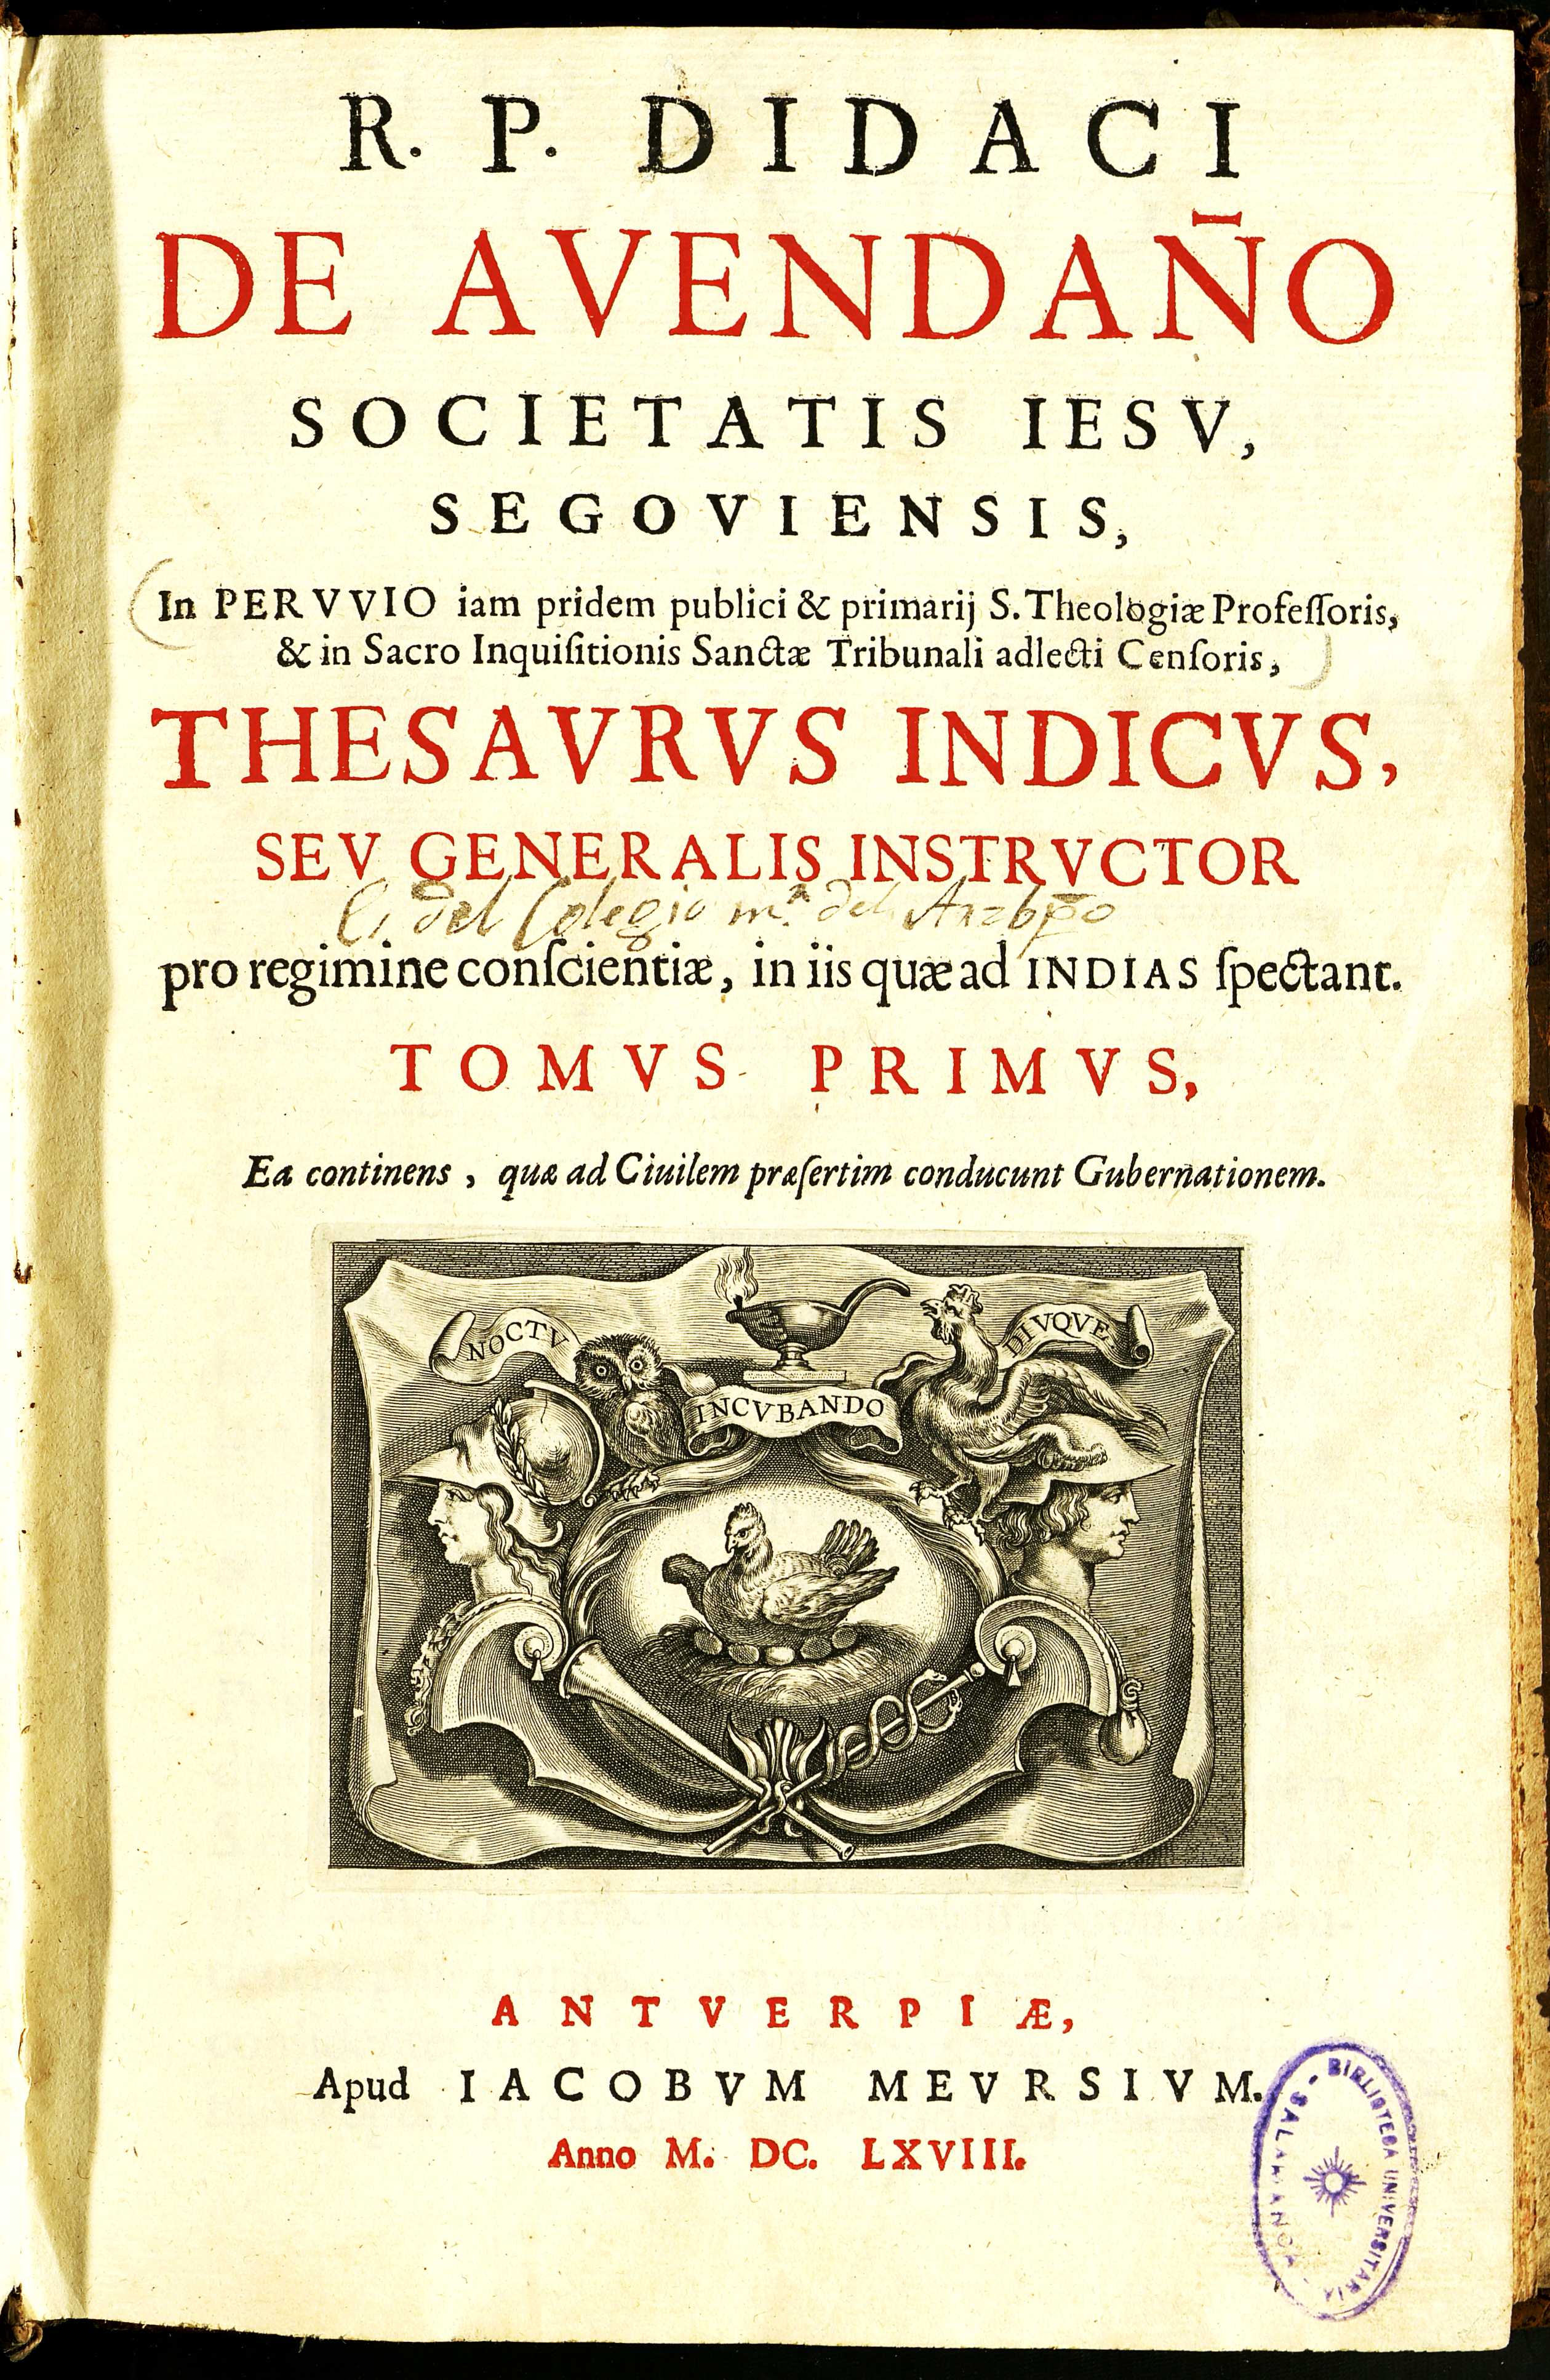 R. P. DIDACI
DE AVENDAÑO
SOCIETATIS IESV,
SEGOVIENSIS,
In PERVVIO iam pridem publici & primarij S. Theologiæ Profeſſoris,
& in Sacro Inquiſitionis Sanctæ Tribunali adlecti Cenſoris,
THESAVRVS INDICVS,
SEV GENERALIS INSTRVCTOR
del Colegio m.ª del Arzbp̄o
pro regimine conſcientiæ, in iis quæ ad INDIAS ſpectant.
TOMVS PRIMVS,
Ea continens, quæ ad Ciuilem præſertim conducunt Gubernationem.
NOCTV
DIVQVE
INCVBANDO
ANTVERPIÆ,
Apud IACOBVM MEVRSIVM.
Anno M. DC. LXVIII.
BIBLIOTECA UNIVERSITARIA
SALAMANCA